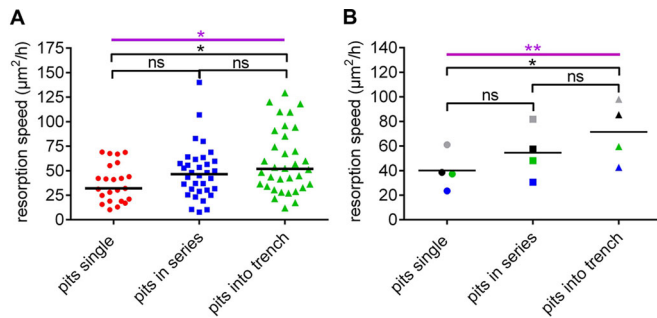 A
*
*
ns
ns
resorption speed (µm²/h)
175
150
125
100
75
50
25
0
pits single
pits in series
pits into trench
B
**
*
ns
ns
resorption speed (µm²/h)
140
120
100
80
60
40
20
0
pits single
pits in series
pits into trench